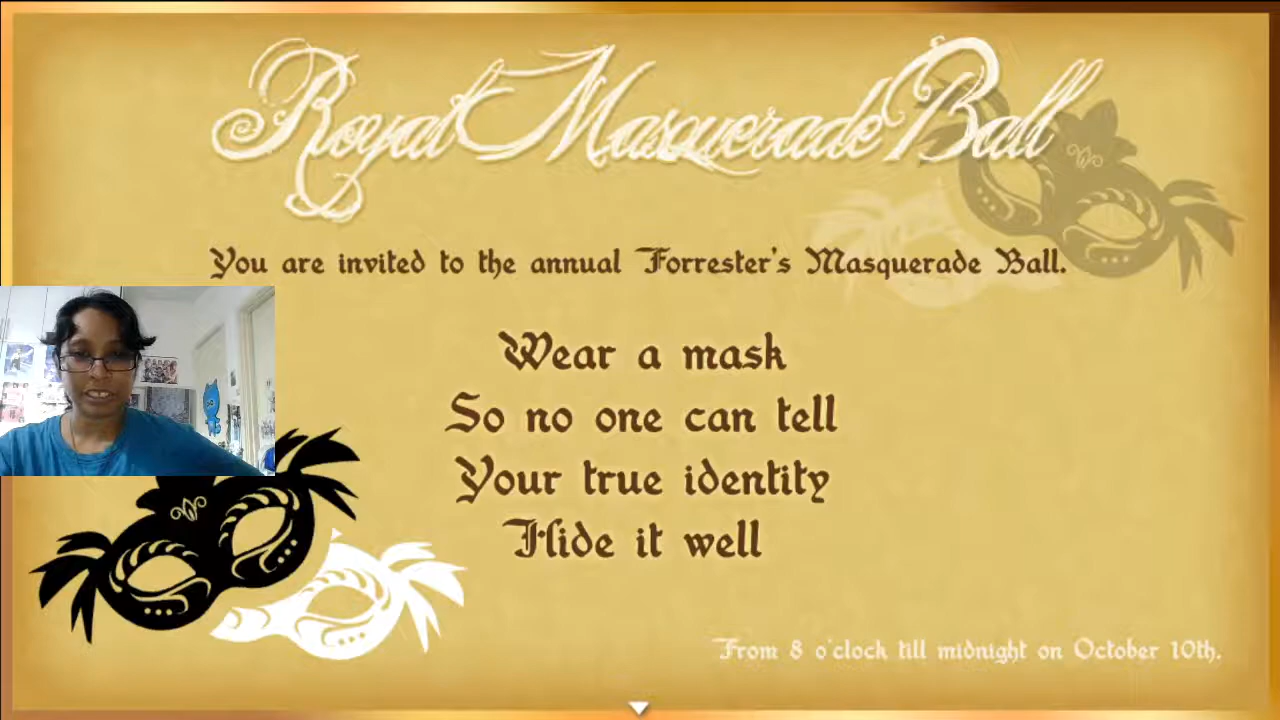 Royal Masquerade Ball
You are invited to the annual Forrester's Masquerade Ball.
Wear a mask
So no one can tell
Your true identity
Hide it well
From 8 o'clock till midnight on October 10th.